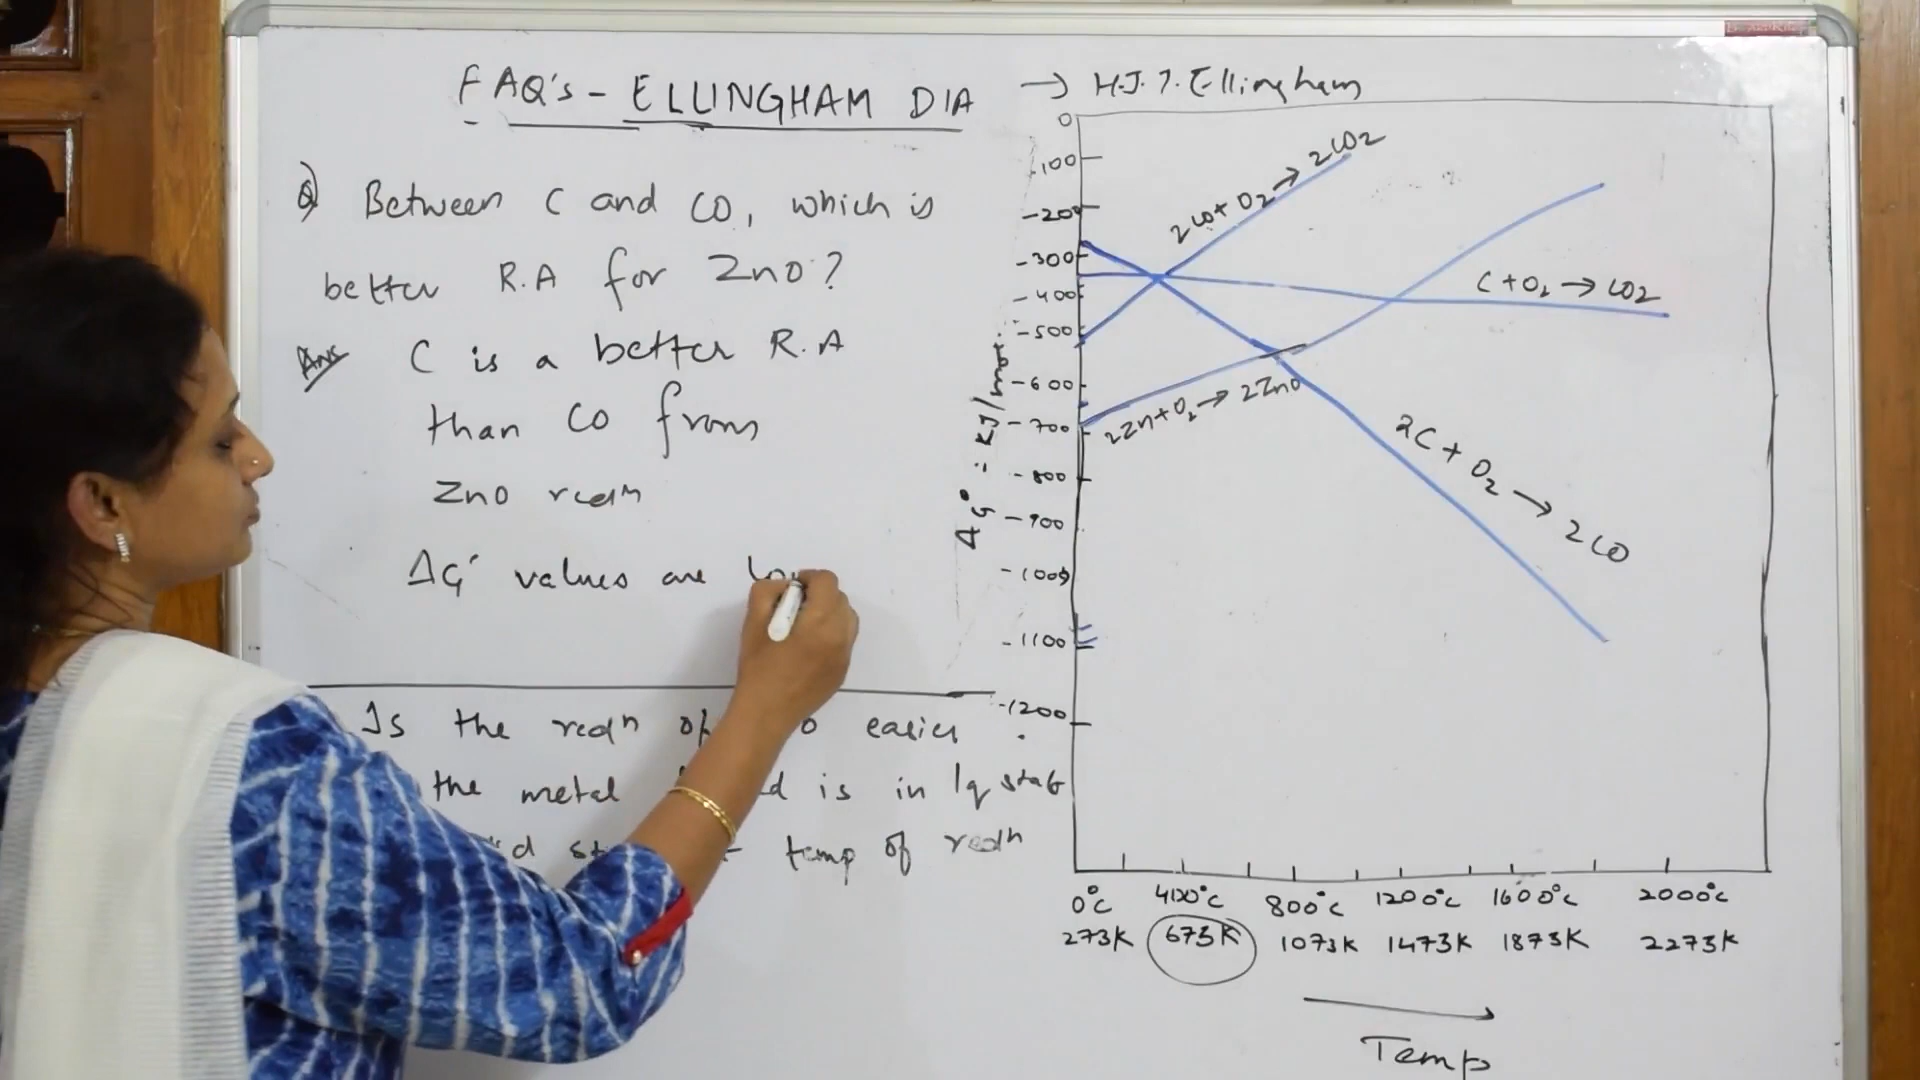 FAQ's - ELLINGHAM DIA → H.J.T. Ellingham
Q) Between C and CO, which is
better R.A for ZnO?
Ans C is a better R.A
than CO from
ZnO redn
ΔG° values are
Is the redn of easier
the metal is in lq state
temp of redn
0
-100
-200
-300
-400
-500
-600
-700
-800
-900
-1000
-1100
-1200
ΔG° = KJ/mol
2CO + O2 → 2CO2
C + O2 → CO2
2Zn + O2 → 2ZnO
2C + O2 → 2CO
0°C 400°C 800°C 1200°C 1600°C 2000°C
273K 673K 1073K 1473K 1873K 2273K
Temp